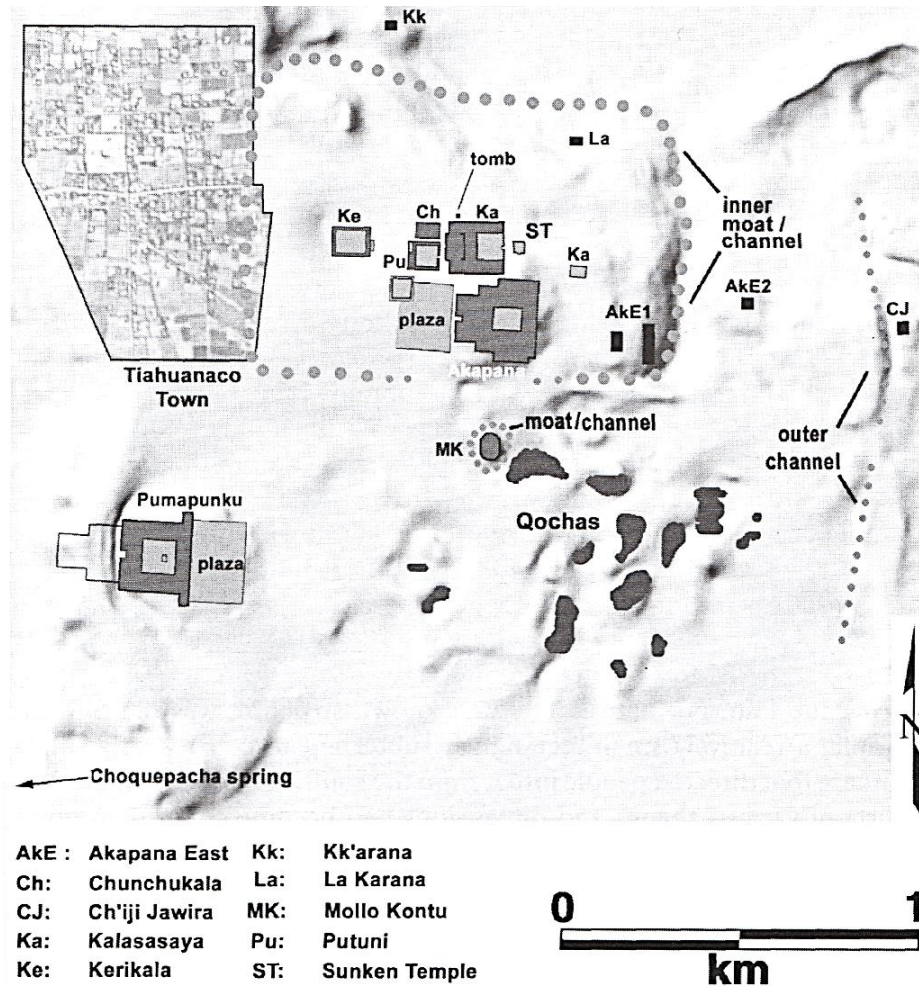 Kk
La
tomb
Ke
Ch
Ka
ST
inner
moat /
channel
Pu
Ka
AkE2
plaza
AkE1
CJ
Akapana
Tiahuanaco
Town
moat/channel
MK
outer
channel
Pumapunku
Qochas
plaza
N
Choquepacha spring
AkE : Akapana East Kk: Kk'arana
Ch: Chunchukala La: La Karana
CJ: Ch'iji Jawira MK: Mollo Kontu
Ka: Kalasasaya Pu: Putuni
Ke: Kerikala ST: Sunken Temple
0 1
km